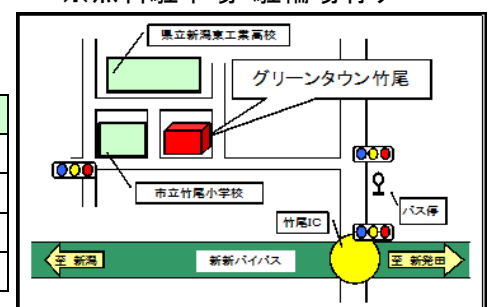 県立新潟東工業高校
グリーンタウン竹尾
市立竹尾小学校
バス停
竹尾IC
至 新潟
新新バイパス
至 新発田